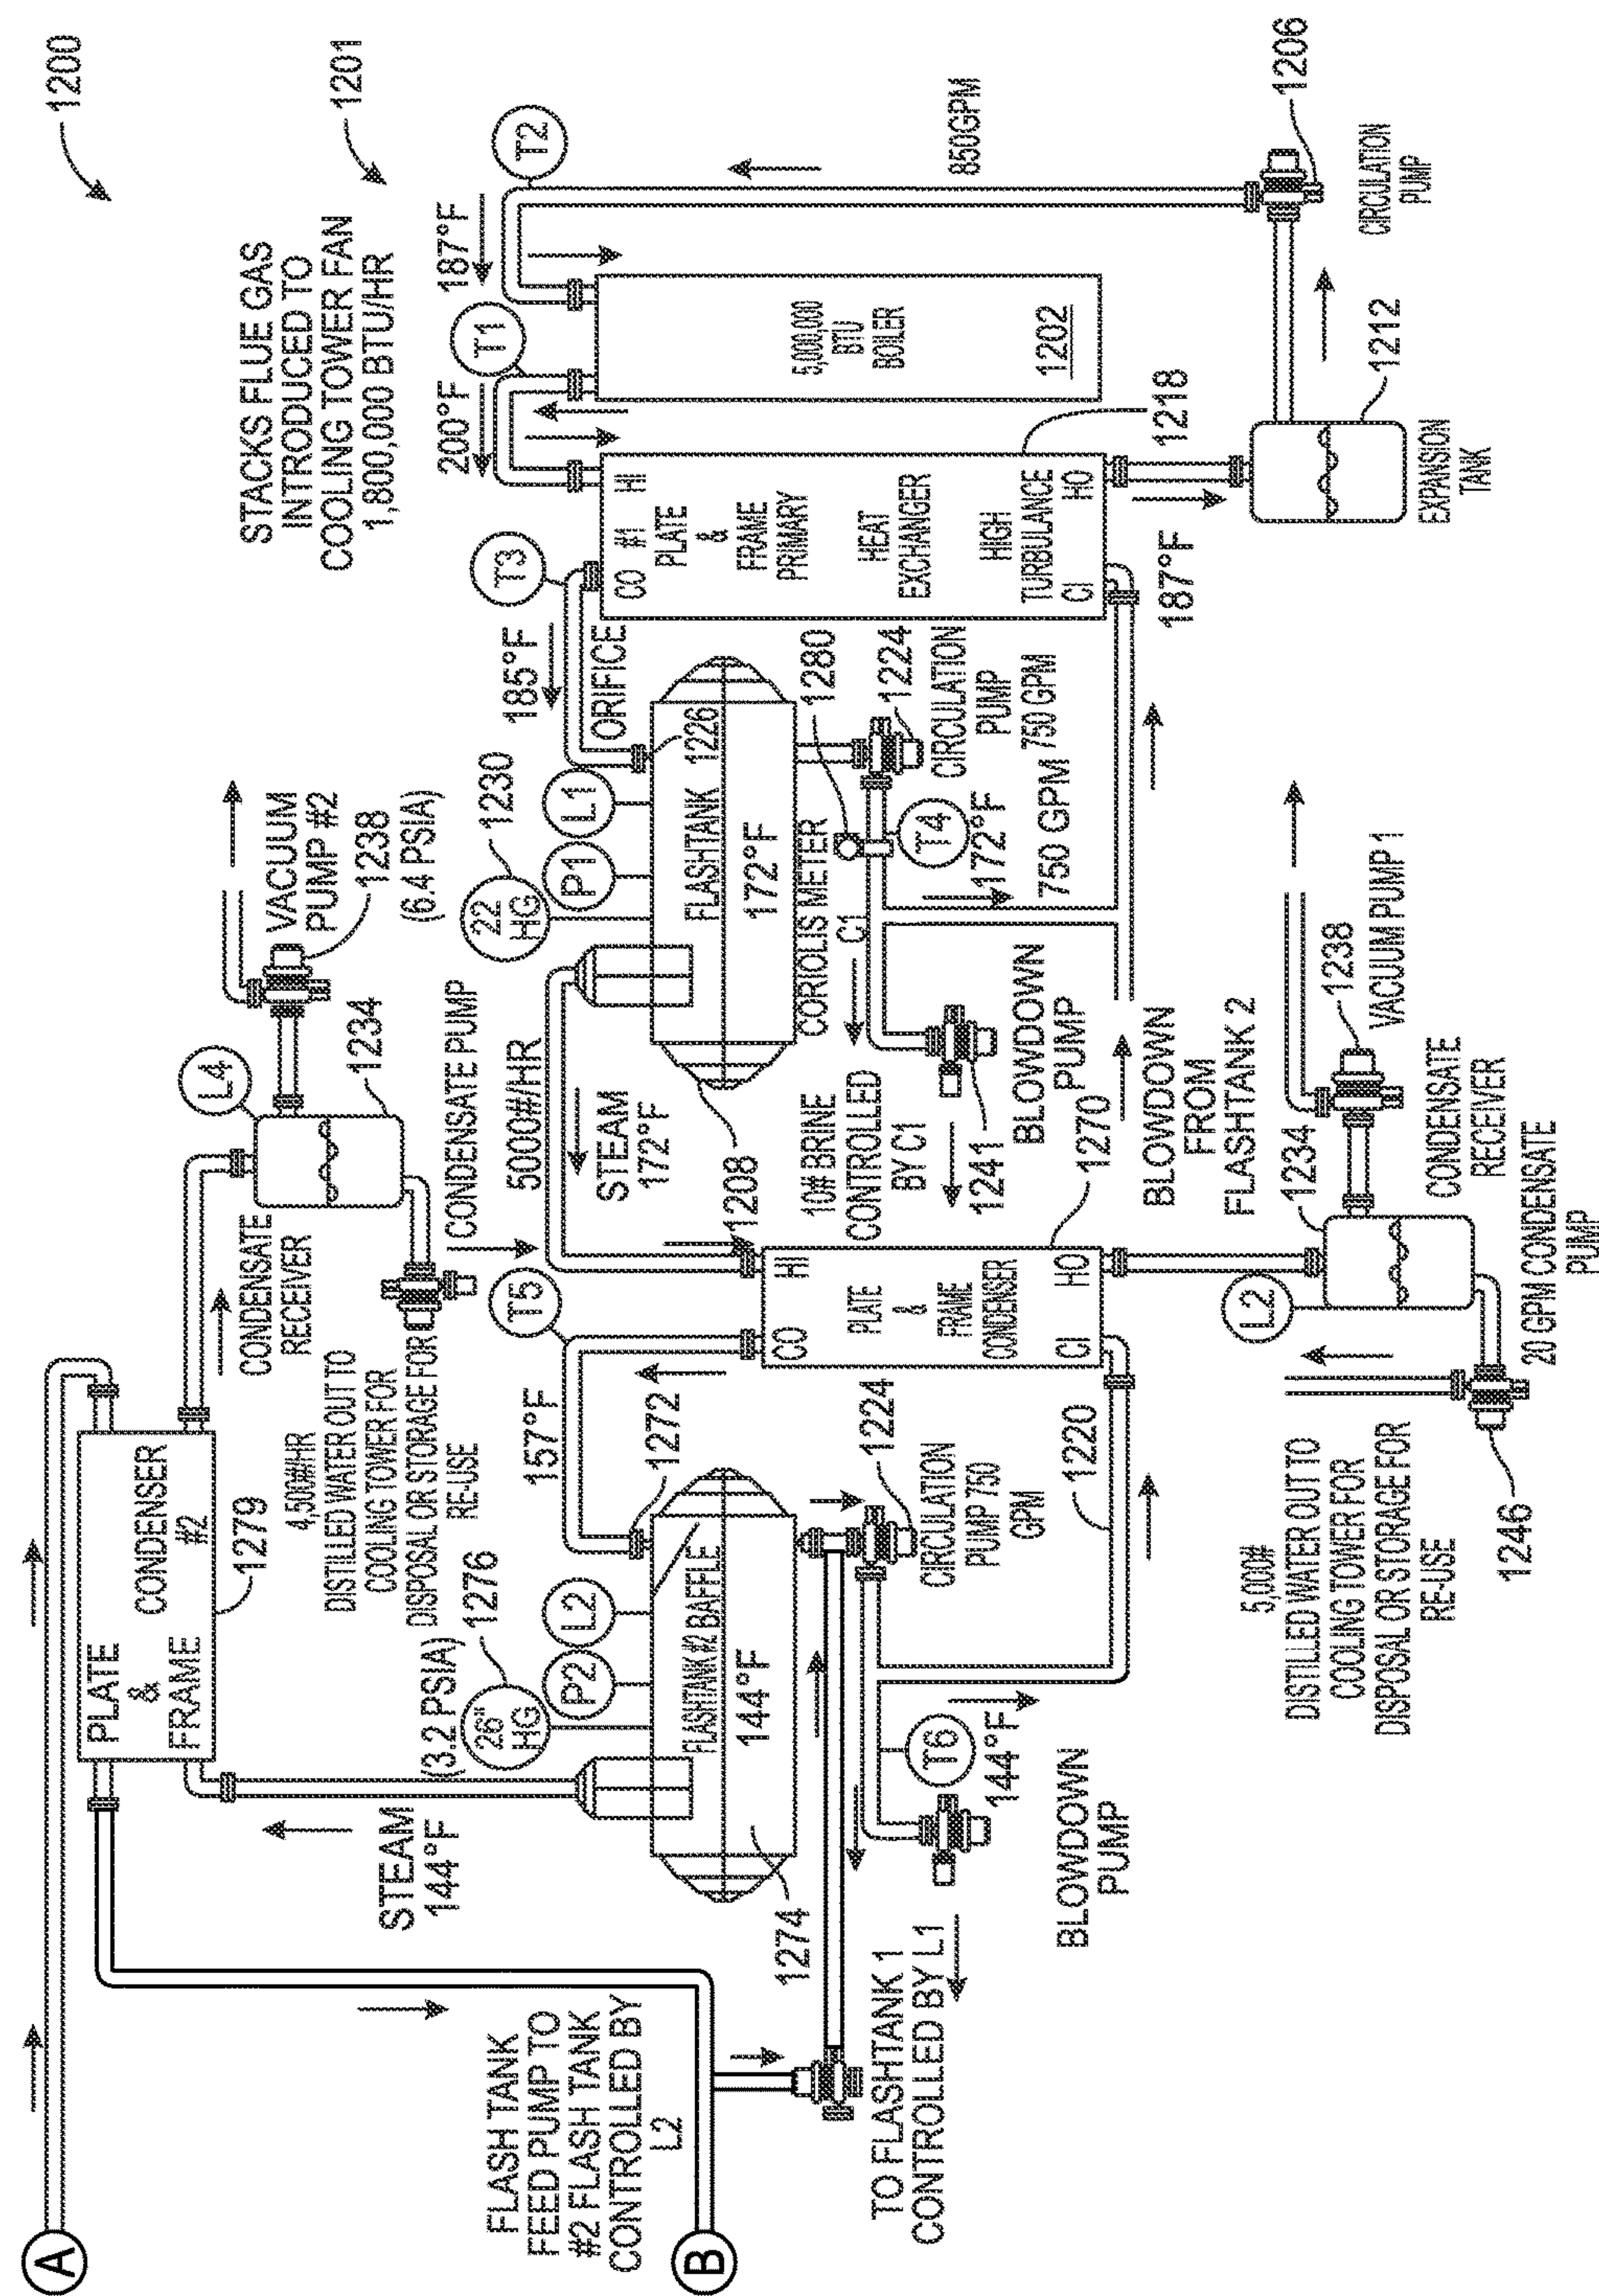 1200
1201
STACKS FLUE GAS
INTRODUCED TO
COOLING TOWER FAN
1,800,000 BTU/HR
A
PLATE
&
FRAME
CONDENSER
#2
1279
CONDENSATE
RECEIVER
L4
1234
VACUUM
PUMP #2
1238
(6.4 PSIA)
4,500#/HR
DISTILLED WATER OUT TO
COOLING TOWER FOR
DISPOSAL OR STORAGE FOR
RE-USE
CONDENSATE PUMP
STEAM
144°F
(3.2 PSIA)
1276
26"
HG
P2
L2
157°F
1272
T5
5000#/HR
STEAM
172°F
1208
22
HG
1230
P1
L1
185°F
ORIFICE
T3
200°F
T1
187°F
T2
FLASHTANK #2
BAFFLE
144°F
1274
FLASHTANK
1226
172°F
CORIOLIS METER
C1
1280
T4
172°F
750 GPM
1224
CIRCULATION
PUMP
750 GPM
750 GPM
CO
#1
HI
PLATE
&
FRAME
PRIMARY
HEAT
EXCHANGER
HIGH
TURBULANCE
CI
HO
1218
5,000,000
BTU
BOILER
1202
850GPM
1206
CIRCULATION
PUMP
1212
EXPANSION
TANK
187°F
FLASH TANK
FEED PUMP TO
#2 FLASH TANK
CONTROLLED BY
L2
B
TO FLASHTANK 1
CONTROLLED BY L1
T6
144°F
BLOWDOWN
PUMP
1224
CIRCULATION
PUMP 750
GPM
1220
CO
HI
PLATE
&
FRAME
CONDENSER
CI
HO
1270
10# BRINE
CONTROLLED
BY C1
1241
BLOWDOWN
PUMP
BLOWDOWN
FROM
FLASHTANK 2
5,000#
DISTILLED WATER OUT TO
COOLING TOWER FOR
DISPOSAL OR STORAGE FOR
RE-USE
1246
L2
1234
20 GPM CONDENSATE
PUMP
CONDENSATE
RECEIVER
1238
VACUUM PUMP 1